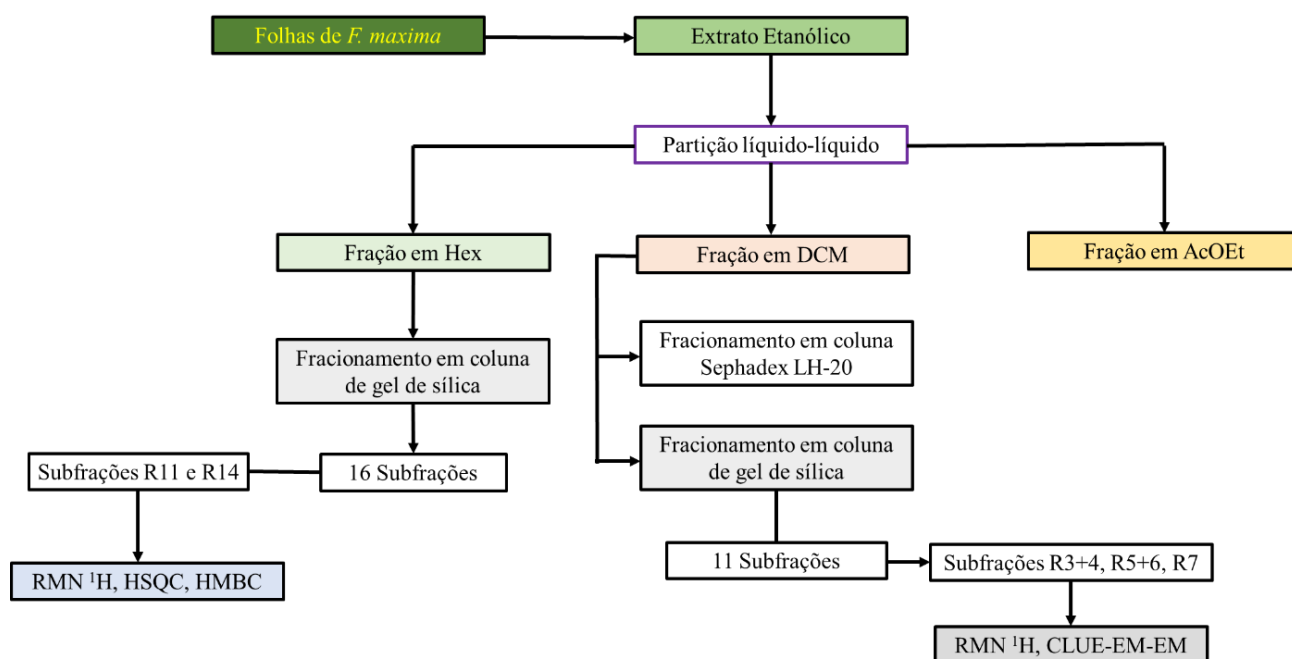 Folhas de F. maxima
Extrato Etanólico
Partição líquido-líquido
Fração em Hex
Fração em DCM
Fração em AcOEt
Fracionamento em coluna
de gel de sílica
Fracionamento em coluna
Sephadex LH-20
Fracionamento em coluna
de gel de sílica
Subfrações R11 e R14
16 Subfrações
11 Subfrações
Subfrações R3+4, R5+6, R7
RMN ¹H, HSQC, HMBC
RMN ¹H, CLUE-EM-EM